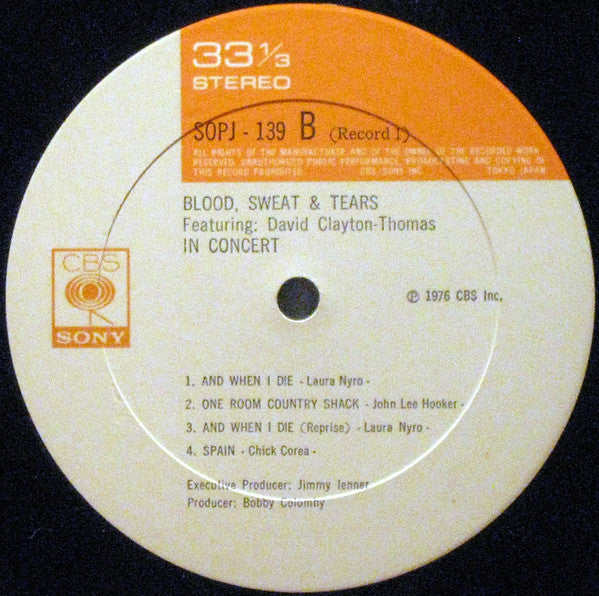 33 1/3
STEREO
SOPJ - 139 B (Record I)
ALL RIGHTS OF THE MANUFACTURER AND OF THE OWNER OF THE RECORDED WORK
RESERVED. UNAUTHORIZED PUBLIC PERFORMANCE, BROADCASTING AND COPYING OF
THIS RECORD PROHIBITED CBS SONY INC TOKYO JAPAN
BLOOD, SWEAT & TEARS
Featuring: David Clayton-Thomas
IN CONCERT
CBS
SONY
Ⓟ 1976 CBS Inc.
1. AND WHEN I DIE - Laura Nyro -
2. ONE ROOM COUNTRY SHACK - John Lee Hooker -
3. AND WHEN I DIE (Reprise) - Laura Nyro -
4. SPAIN - Chick Corea -
Executive Producer: Jimmy Ienner
Producer: Bobby Colomby